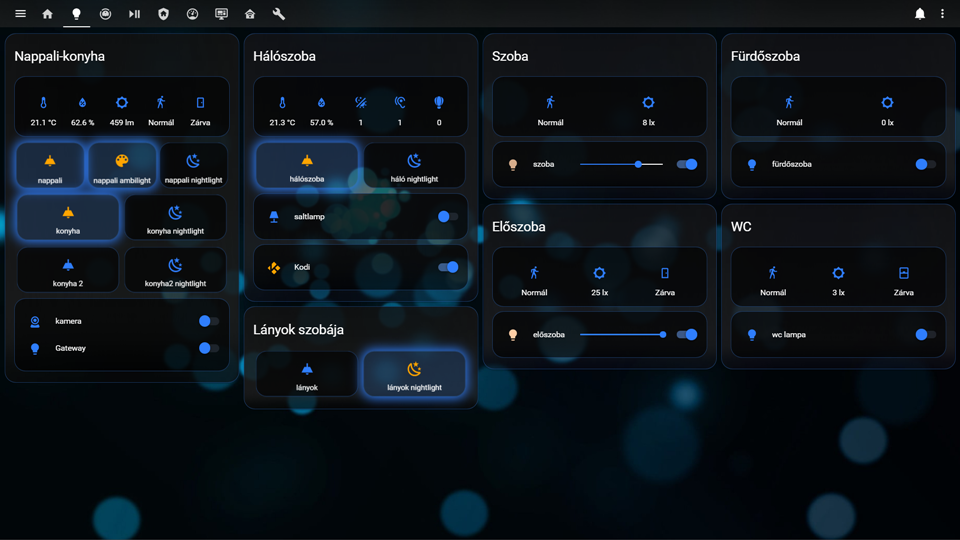 Nappali-konyha
21.1 °C 62.6 % 459 lm Normál Zárva
nappali nappali ambilight nappali nightlight
konyha konyha nightlight
konyha 2 konyha2 nightlight
kamera
Gateway
Hálószoba
21.3 °C 57.0 % 1 1 0
hálószoba háló nightlight
saltlamp
Kodi
Lányok szobája
lányok lányok nightlight
Szoba
Normál 8 lx
szoba
Előszoba
Normál 25 lx Zárva
előszoba
Fürdőszoba
Normál 0 lx
fürdőszoba
WC
Normál 3 lx Zárva
wc lampa